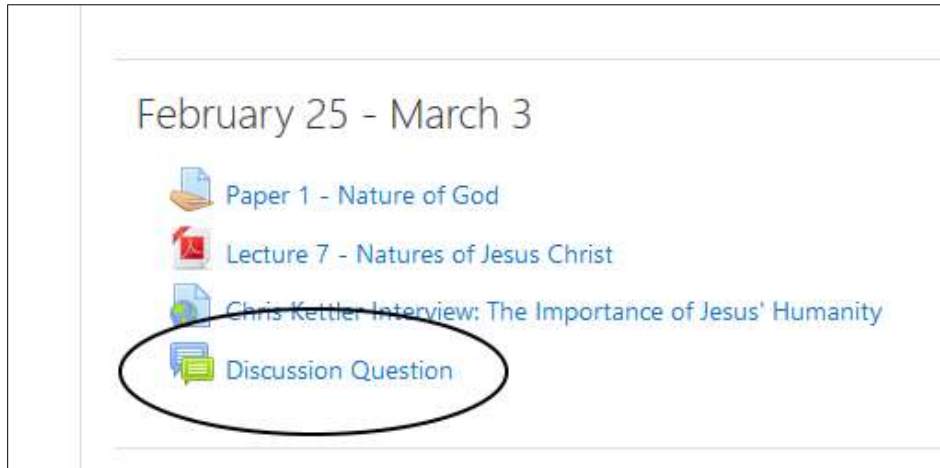 February 25 - March 3
Paper 1 - Nature of God
Lecture 7 - Natures of Jesus Christ
Chris Kettler Interview: The Importance of Jesus' Humanity
Discussion Question